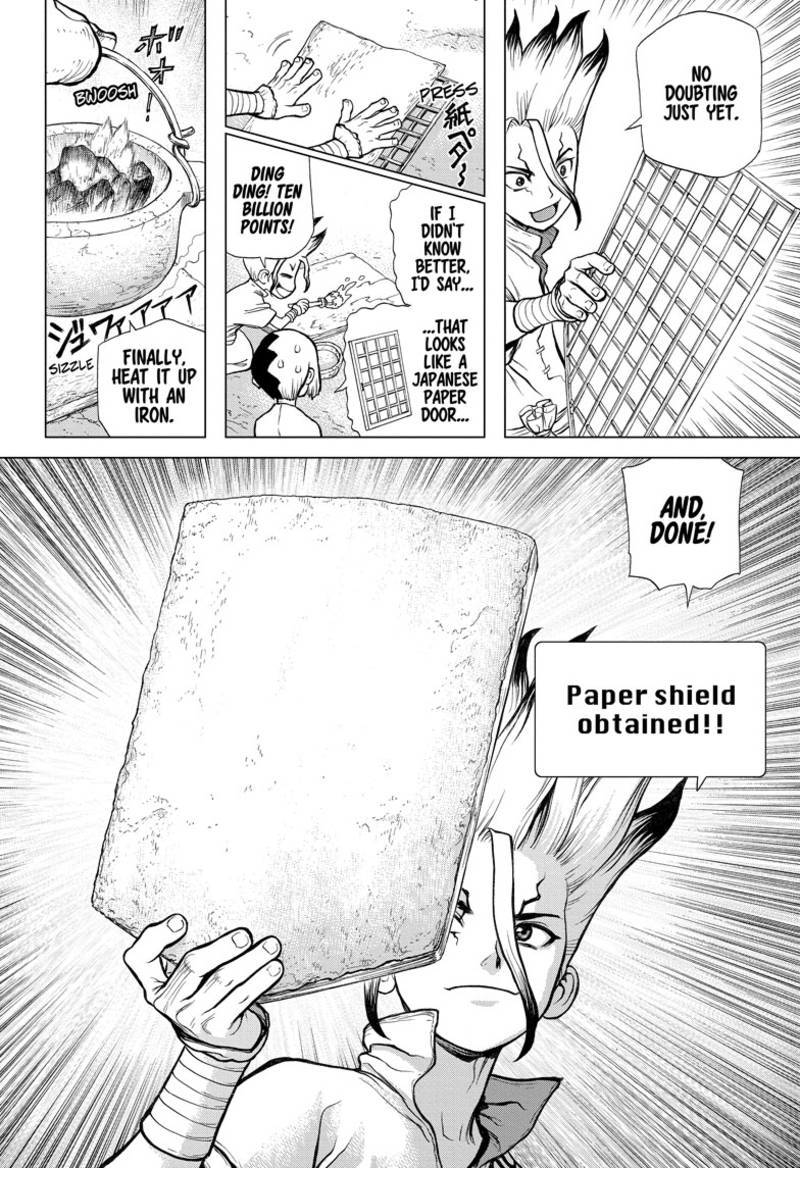 NO
DOUBTING
JUST YET.
PRESS
紙ペタ〜
IF I
DIDN'T
KNOW
BETTER,
I'D SAY...
...THAT
LOOKS
LIKE A
JAPANESE
PAPER
DOOR...
DING
DING! TEN
BILLION
POINTS!
ボオ!
BWOOSH
ジュワァァァァ
SIZZLE
FINALLY,
HEAT IT UP
WITH AN
IRON.
AND,
DONE!
Paper shield
obtained!!